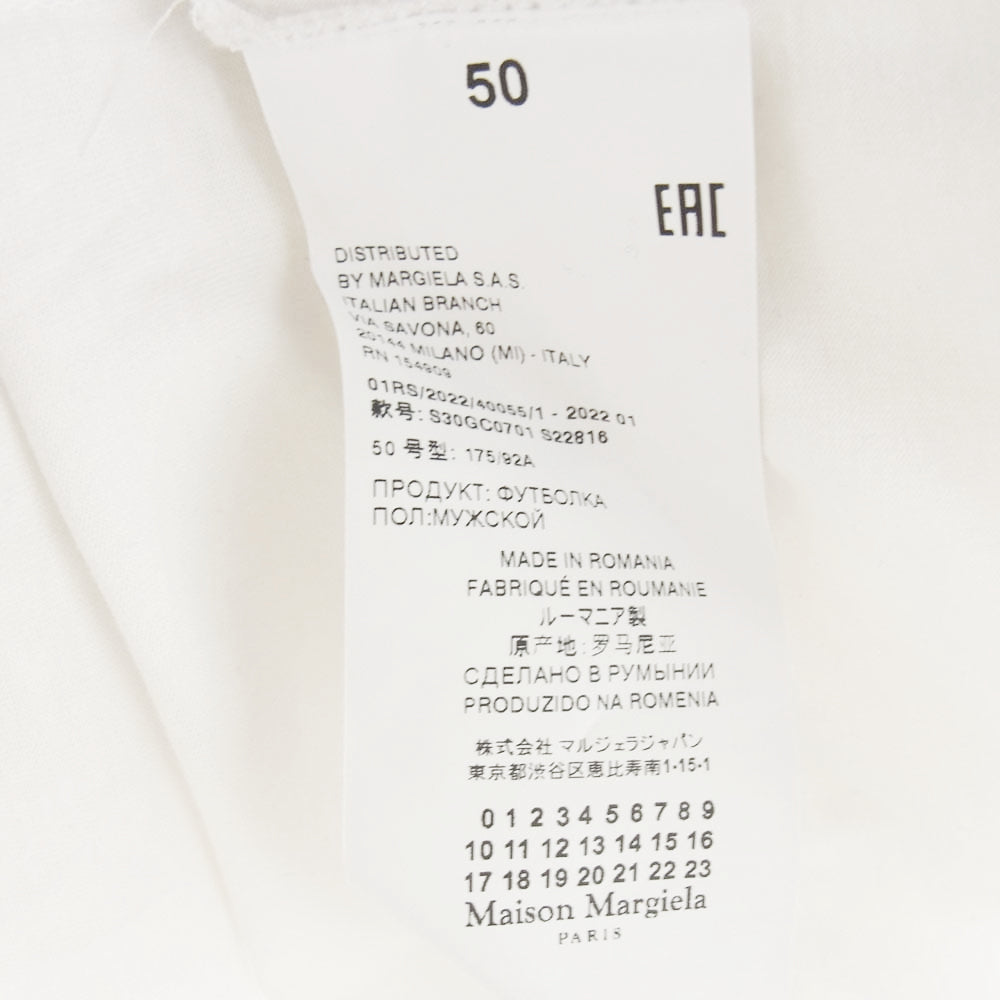 50
EAC
DISTRIBUTED
BY MARGIELA S.A.S.
ITALIAN BRANCH
VIA SAVONA, 60
20144 MILANO (MI) - ITALY
RN 154909
01RS/2022/40055/1 - 2022 01
款号: S30GC0701 S22816
50 号型: 175/92A
ПРОДУКТ: ФУТБОЛКА
ПОЛ:МУЖСКОЙ
MADE IN ROMANIA
FABRIQUÉ EN ROUMANIE
ルーマニア製
原产地: 罗马尼亚
СДЕЛАНО В РУМЫНИИ
PRODUZIDO NA ROMENIA
株式会社 マルジェラジャパン
東京都渋谷区恵比寿南1-15-1
0 1 2 3 4 5 6 7 8 9
10 11 12 13 14 15 16
17 18 19 20 21 22 23
Maison Margiela
PARIS